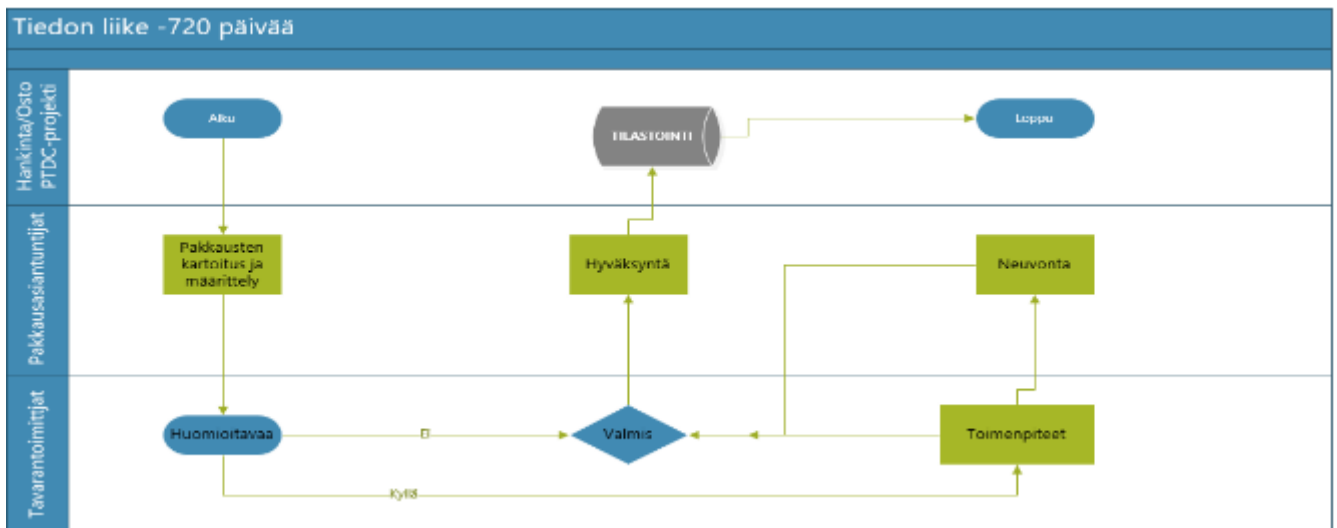 Tiedon liike -720 päivää
Hankinta/Osto
PTDC-projekti
Alku
TILASTOINTI
Loppu
Pakkausasiantuntijat
Pakkausten
kartoitus ja
määrittely
Hyväksyntä
Neuvonta
Tavarantoimittjat
Huomioitavaa
Ei
Valmis
Toimenpiteet
Kyllä